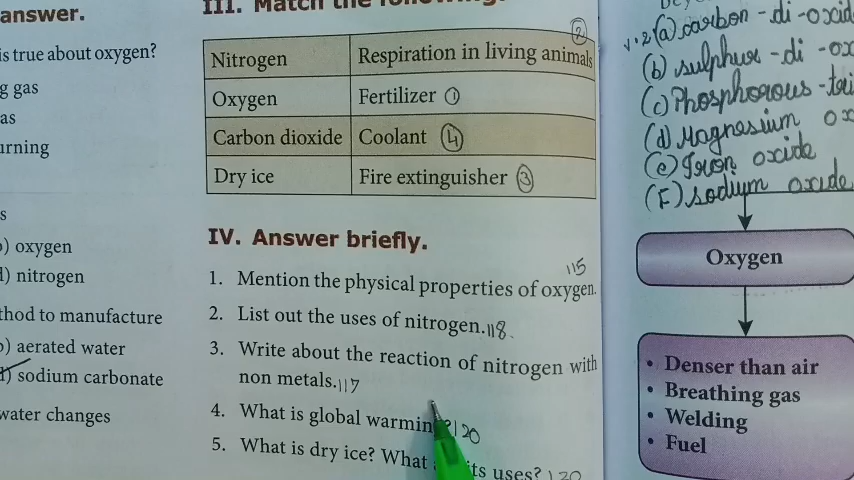 answer.
is true about oxygen?
g gas
as
urning
s
) oxygen
) nitrogen
thod to manufacture
) aerated water
) sodium carbonate
water changes
III. Match the following.
Nitrogen Respiration in living animals 2
Oxygen Fertilizer 1
Carbon dioxide Coolant 4
Dry ice Fire extinguisher 3
IV. Answer briefly.
1. Mention the physical properties of oxygen. 115
2. List out the uses of nitrogen. 118
3. Write about the reaction of nitrogen with
non metals. 117
4. What is global warming? 120
5. What is dry ice? What its uses? 120
(a) carbon-di-oxid
(b) sulphur-di-ox
(c) Phosphorous-tri
(d) Magnesium ox
(e) Iron oxide
(F) sodium oxide
Oxygen
• Denser than air
• Breathing gas
• Welding
• Fuel